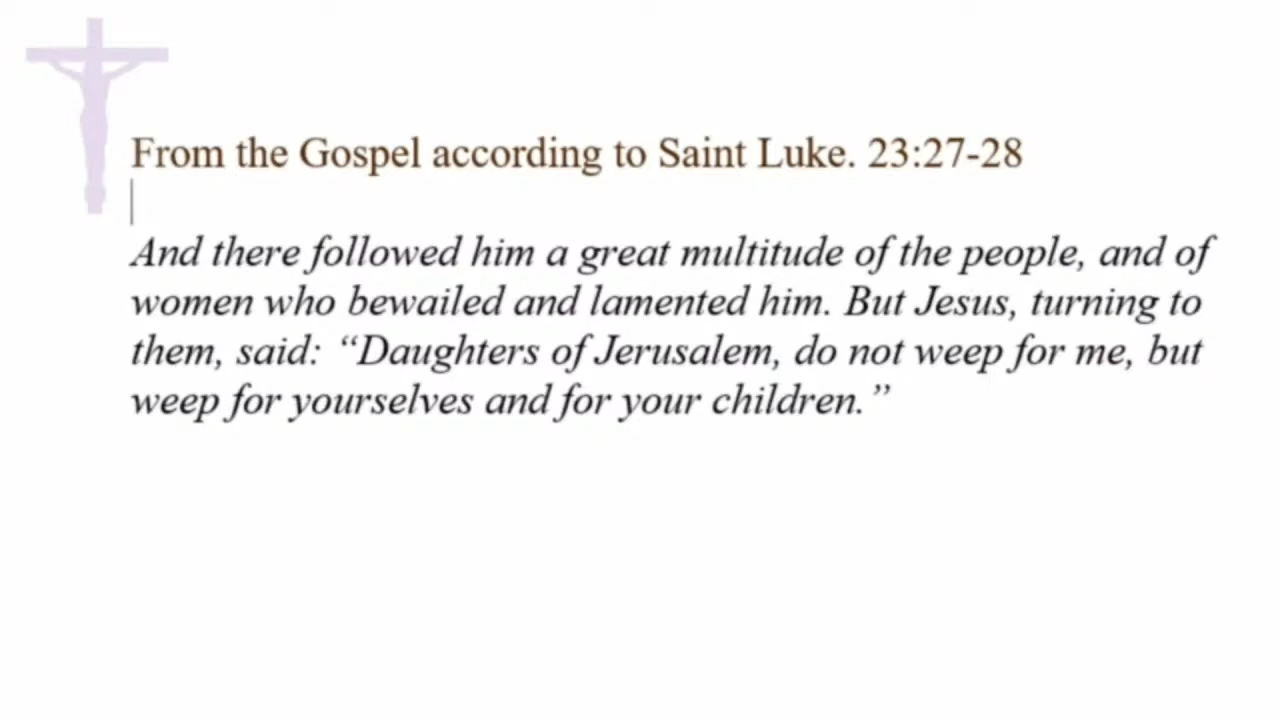 From the Gospel according to Saint Luke. 23:27-28
And there followed him a great multitude of the people, and of
women who bewailed and lamented him. But Jesus, turning to
them, said: “Daughters of Jerusalem, do not weep for me, but
weep for yourselves and for your children.”